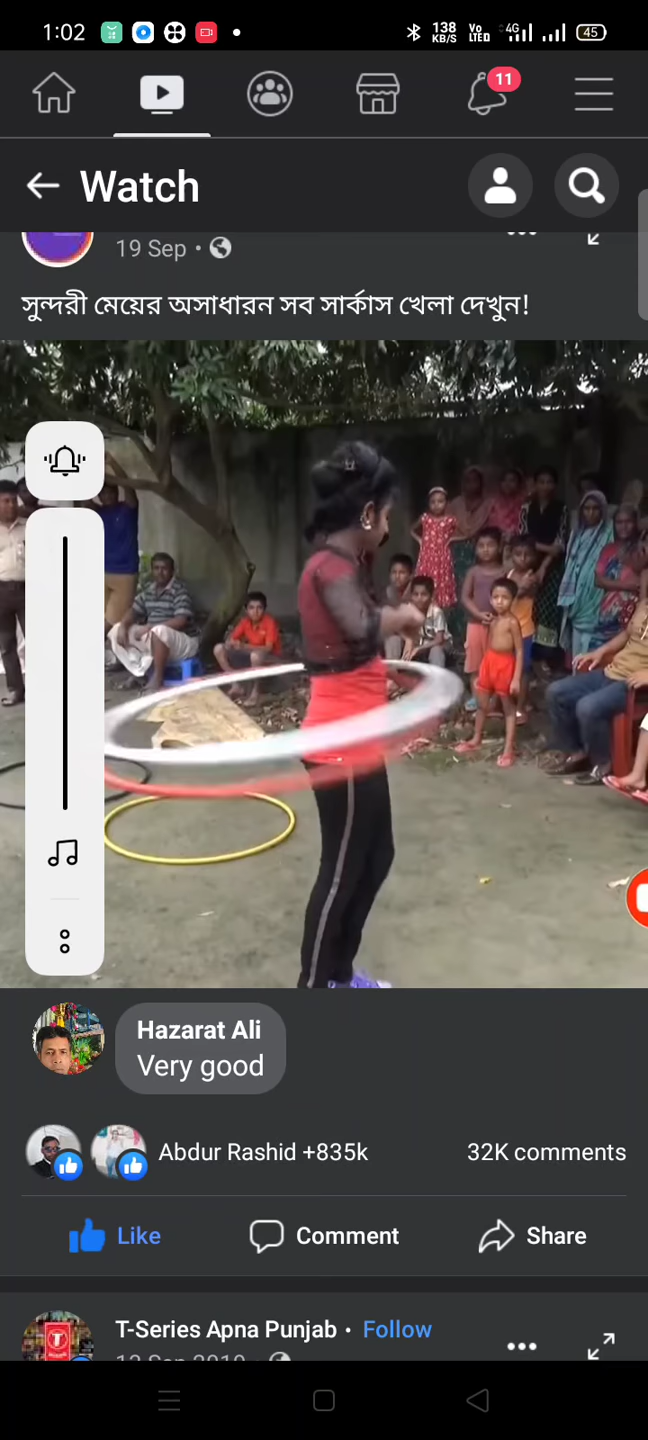 1:02
138 KB/S
Vo LTED
4G
45
11
Watch
19 Sep •
সুন্দরী মেয়ের অসাধারন সব সার্কাস খেলা দেখুন!
Hazarat Ali
Very good
Abdur Rashid +835k
32K comments
Like
Comment
Share
T-Series Apna Punjab • Follow